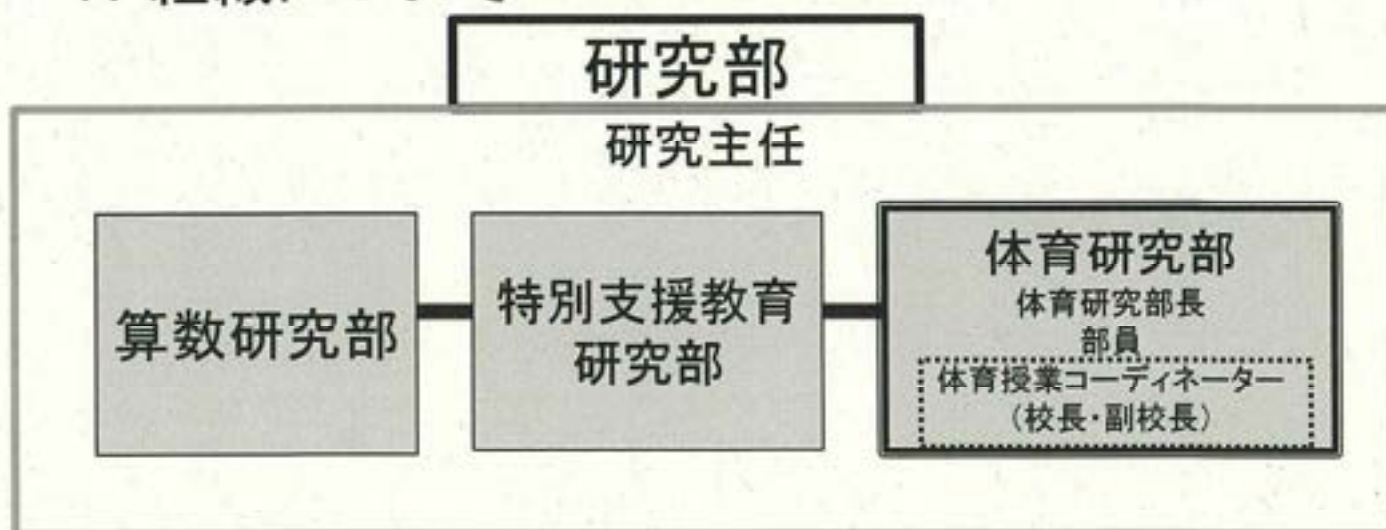 研究部
研究主任
算数研究部
特別支援教育
研究部
体育研究部
体育研究部長
部員
体育授業コーディネーター
(校長・副校長)